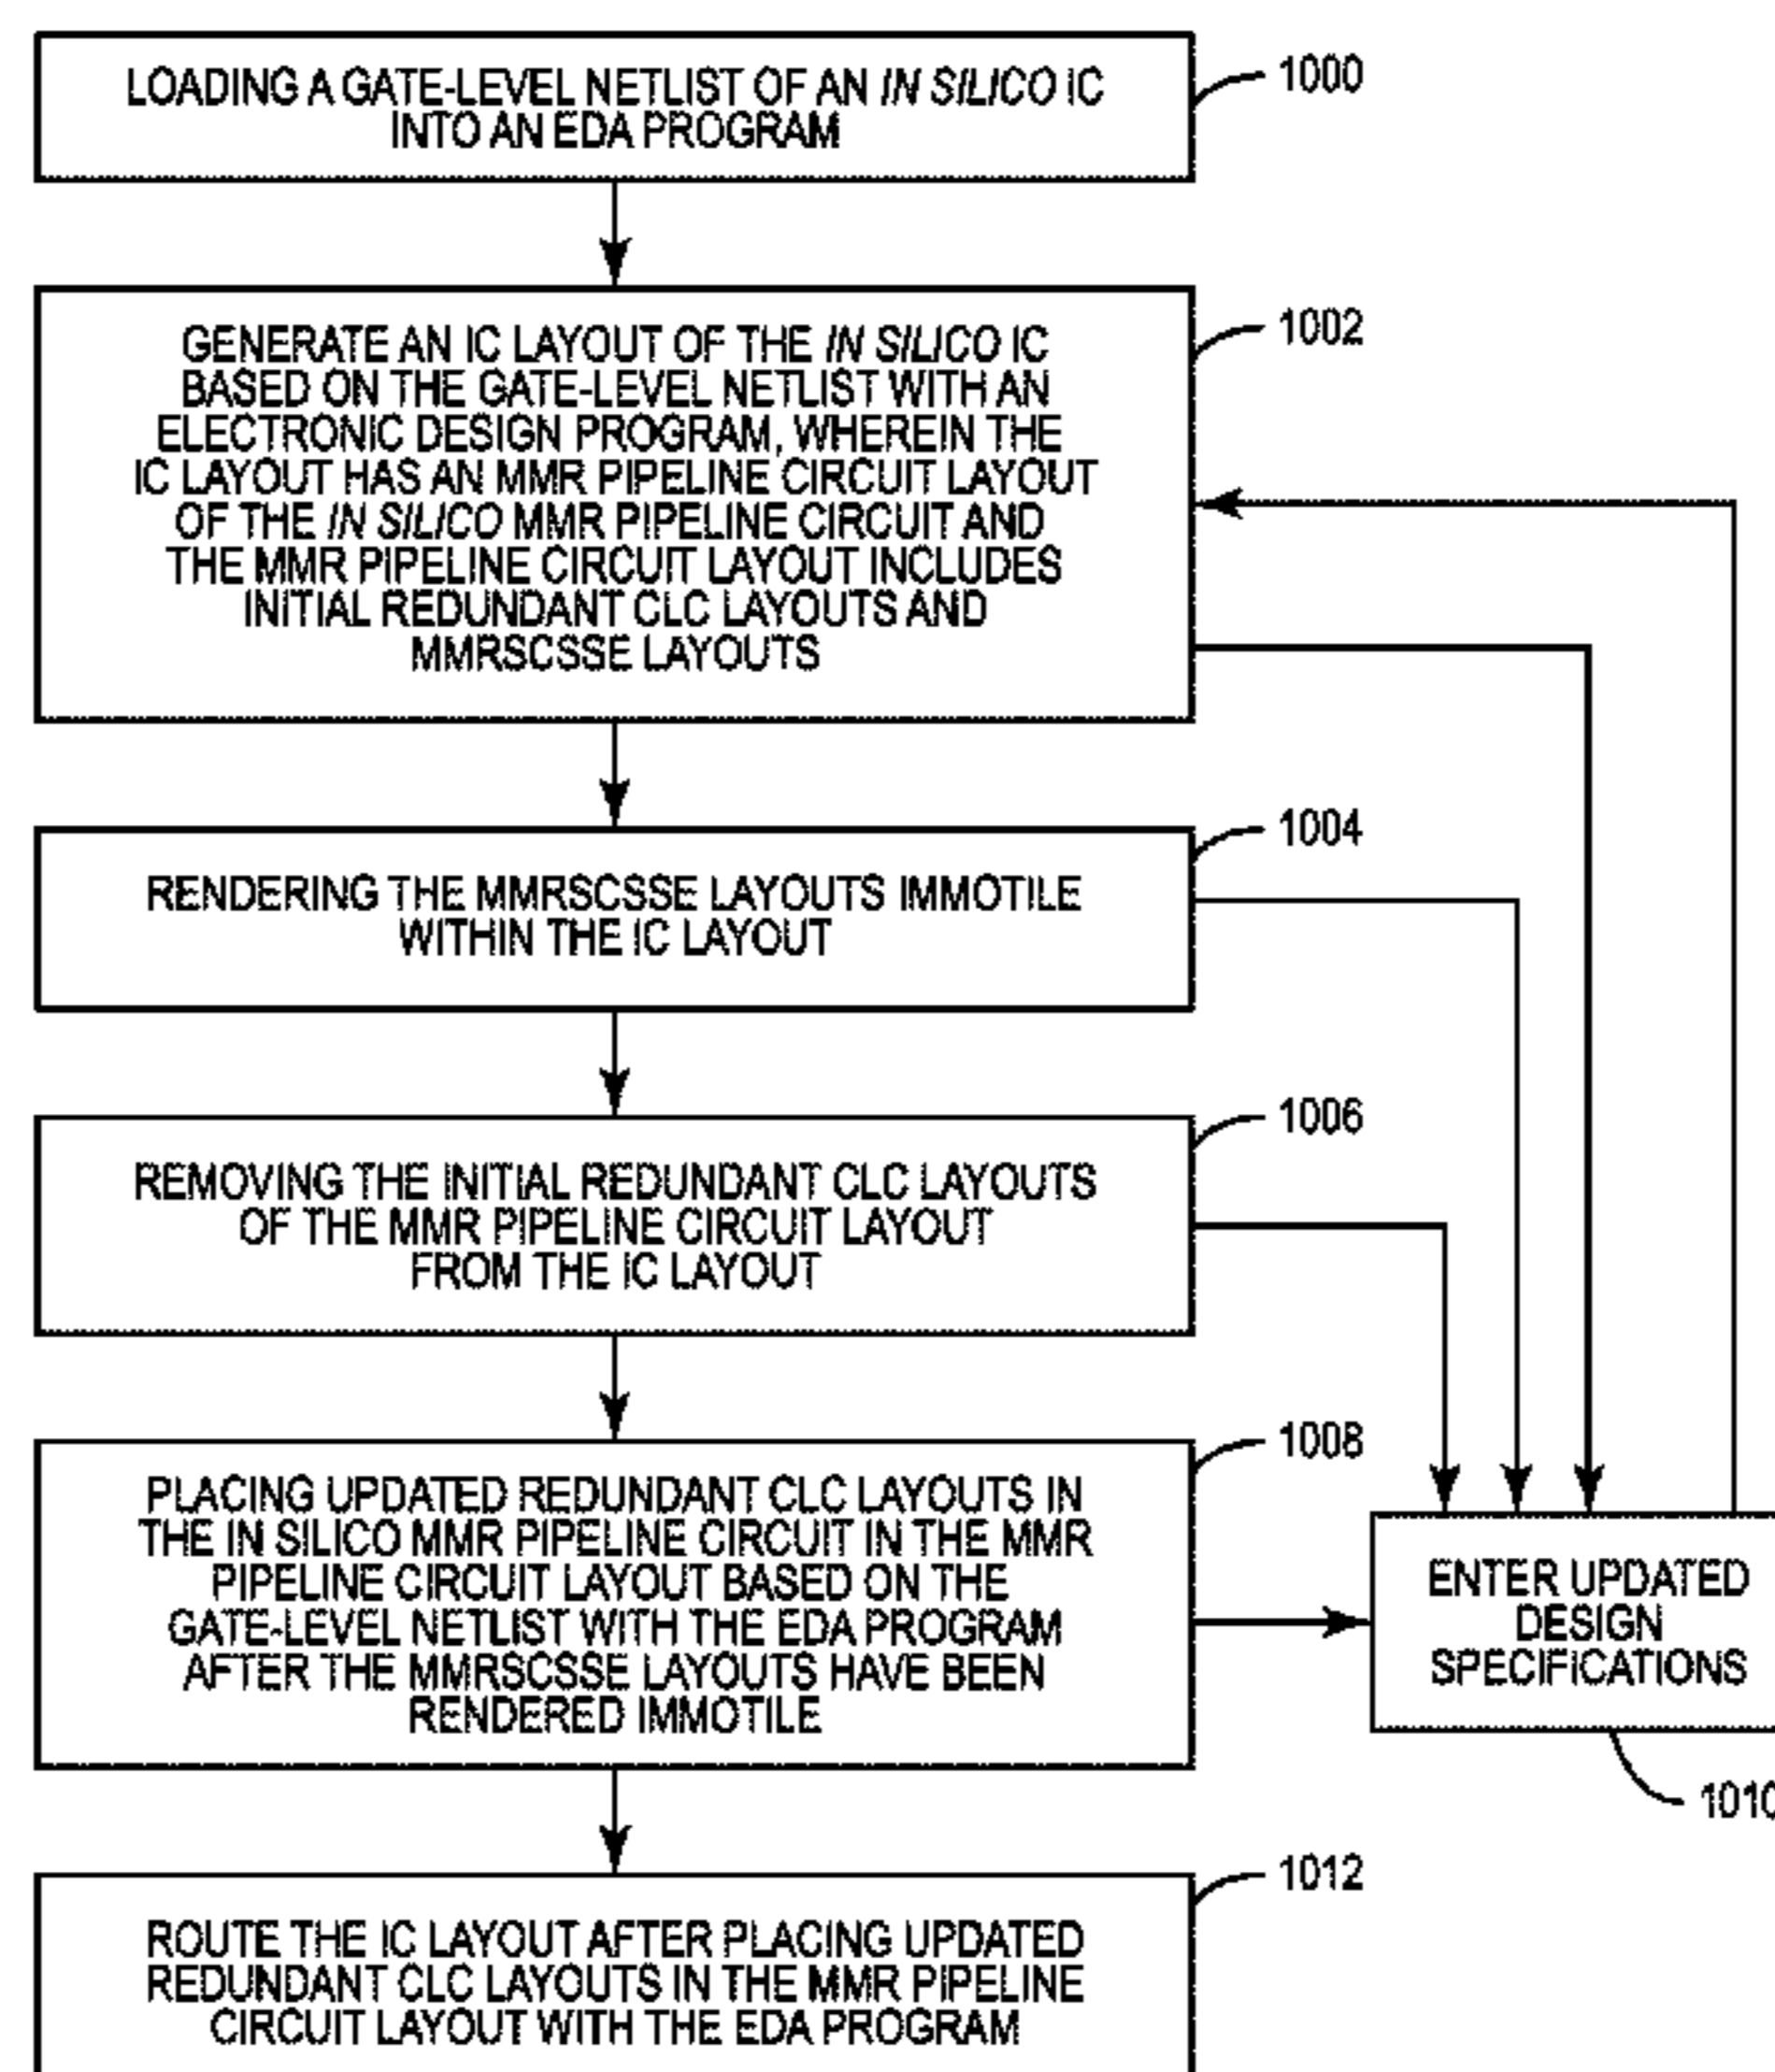 LOADING A GATE-LEVEL NETLIST OF AN IN SILICO IC
INTO AN EDA PROGRAM
1000
GENERATE AN IC LAYOUT OF THE IN SILICO IC
BASED ON THE GATE-LEVEL NETLIST WITH AN
ELECTRONIC DESIGN PROGRAM, WHEREIN THE
IC LAYOUT HAS AN MMR PIPELINE CIRCUIT LAYOUT
OF THE IN SILICO MMR PIPELINE CIRCUIT AND
THE MMR PIPELINE CIRCUIT LAYOUT INCLUDES
INITIAL REDUNDANT CLC LAYOUTS AND
MMRSCSSE LAYOUTS
1002
RENDERING THE MMRSCSSE LAYOUTS IMMOTILE
WITHIN THE IC LAYOUT
1004
REMOVING THE INITIAL REDUNDANT CLC LAYOUTS
OF THE MMR PIPELINE CIRCUIT LAYOUT
FROM THE IC LAYOUT
1006
PLACING UPDATED REDUNDANT CLC LAYOUTS IN
THE IN SILICO MMR PIPELINE CIRCUIT IN THE MMR
PIPELINE CIRCUIT LAYOUT BASED ON THE
GATE-LEVEL NETLIST WITH THE EDA PROGRAM
AFTER THE MMRSCSSE LAYOUTS HAVE BEEN
RENDERED IMMOTILE
1008
ENTER UPDATED
DESIGN
SPECIFICATIONS
1010
ROUTE THE IC LAYOUT AFTER PLACING UPDATED
REDUNDANT CLC LAYOUTS IN THE MMR PIPELINE
CIRCUIT LAYOUT WITH THE EDA PROGRAM
1012